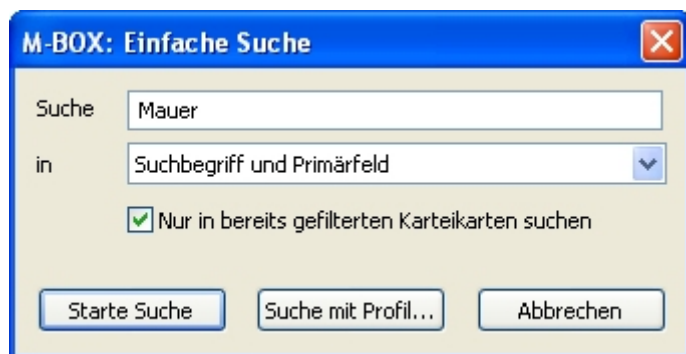 M-BOX: Einfache Suche
Suche Mauer
in Suchbegriff und Primärfeld
Nur in bereits gefilterten Karteikarten suchen
Starte Suche Suche mit Profil... Abbrechen